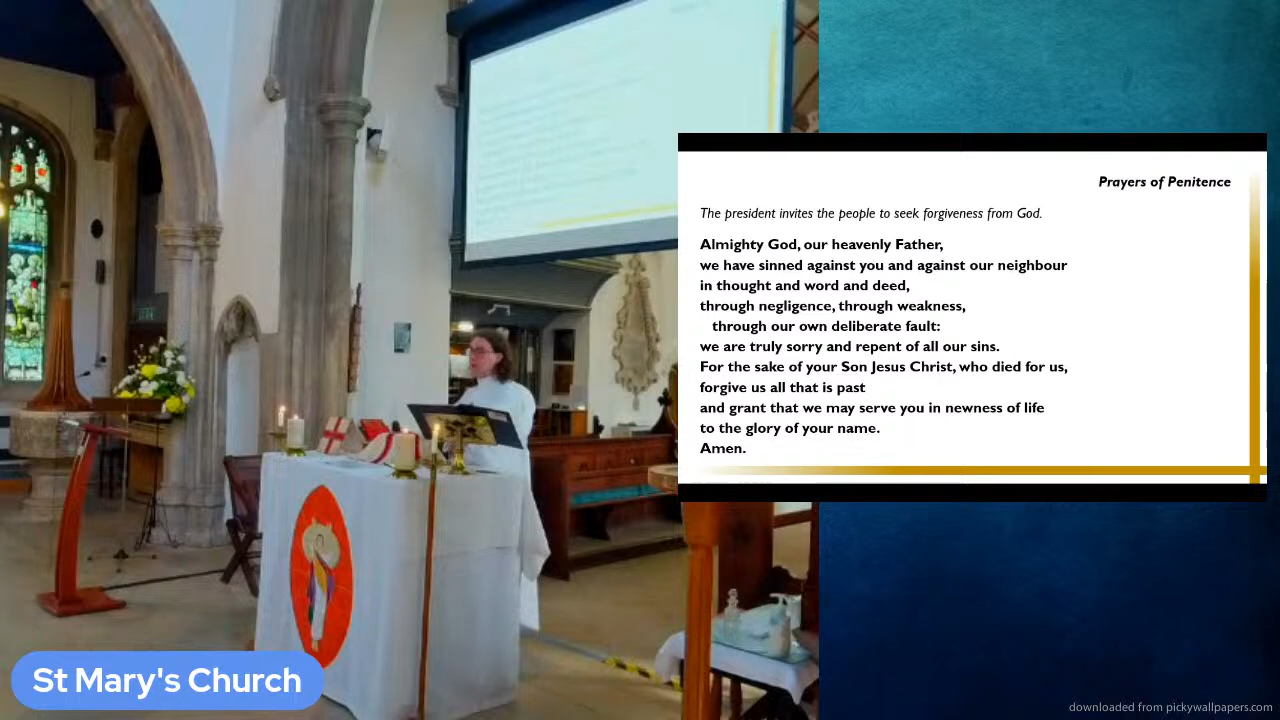 Prayers of Penitence
The president invites the people to seek forgiveness from God.
Almighty God, our heavenly Father,
we have sinned against you and against our neighbour
in thought and word and deed,
through negligence, through weakness,
through our own deliberate fault:
we are truly sorry and repent of all our sins.
For the sake of your Son Jesus Christ, who died for us,
forgive us all that is past
and grant that we may serve you in newness of life
to the glory of your name.
Amen.
St Mary's Church
downloaded from pickywallpapers.com